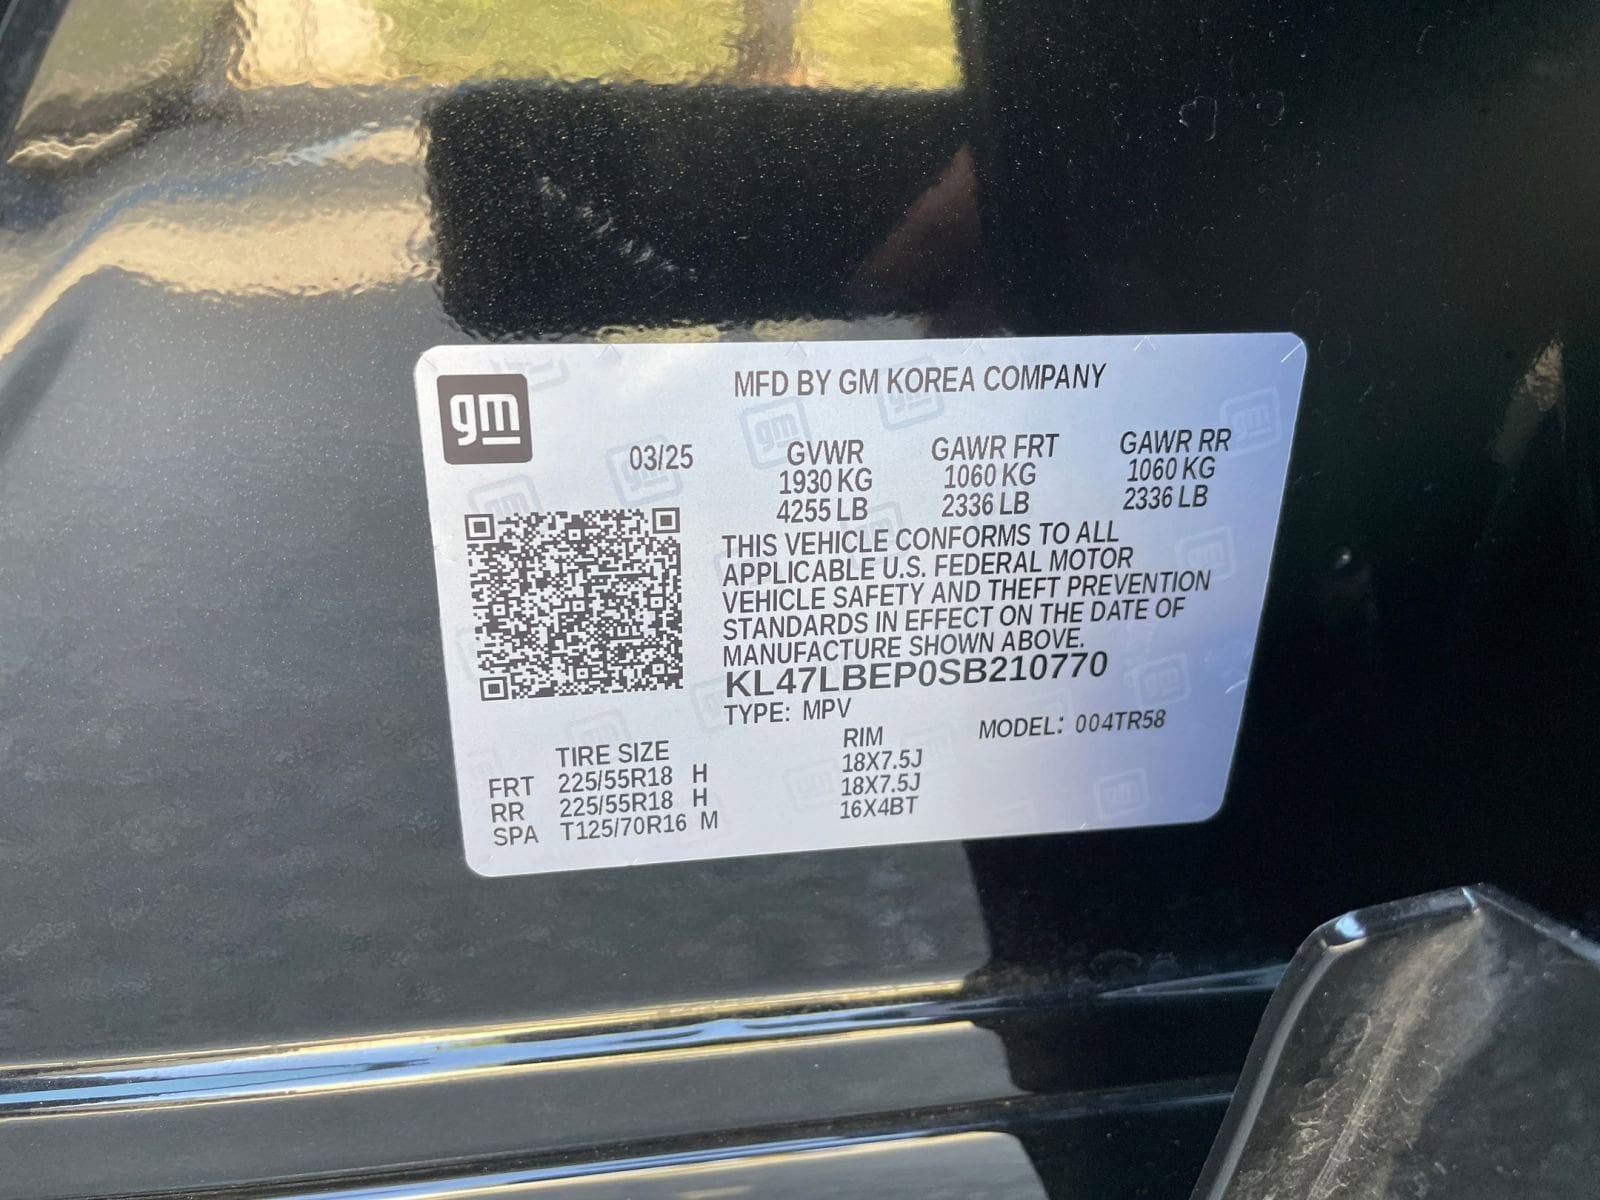 gm
MFD BY GM KOREA COMPANY
03/25 GVWR GAWR FRT GAWR RR
1930 KG 1060 KG 1060 KG
4255 LB 2336 LB 2336 LB
THIS VEHICLE CONFORMS TO ALL
APPLICABLE U.S. FEDERAL MOTOR
VEHICLE SAFETY AND THEFT PREVENTION
STANDARDS IN EFFECT ON THE DATE OF
MANUFACTURE SHOWN ABOVE.
KL47LBEP0SB210770
TYPE: MPV MODEL: 004TR58
TIRE SIZE RIM
FRT 225/55R18 H 18X7.5J
RR 225/55R18 H 18X7.5J
SPA T125/70R16 M 16X4BT